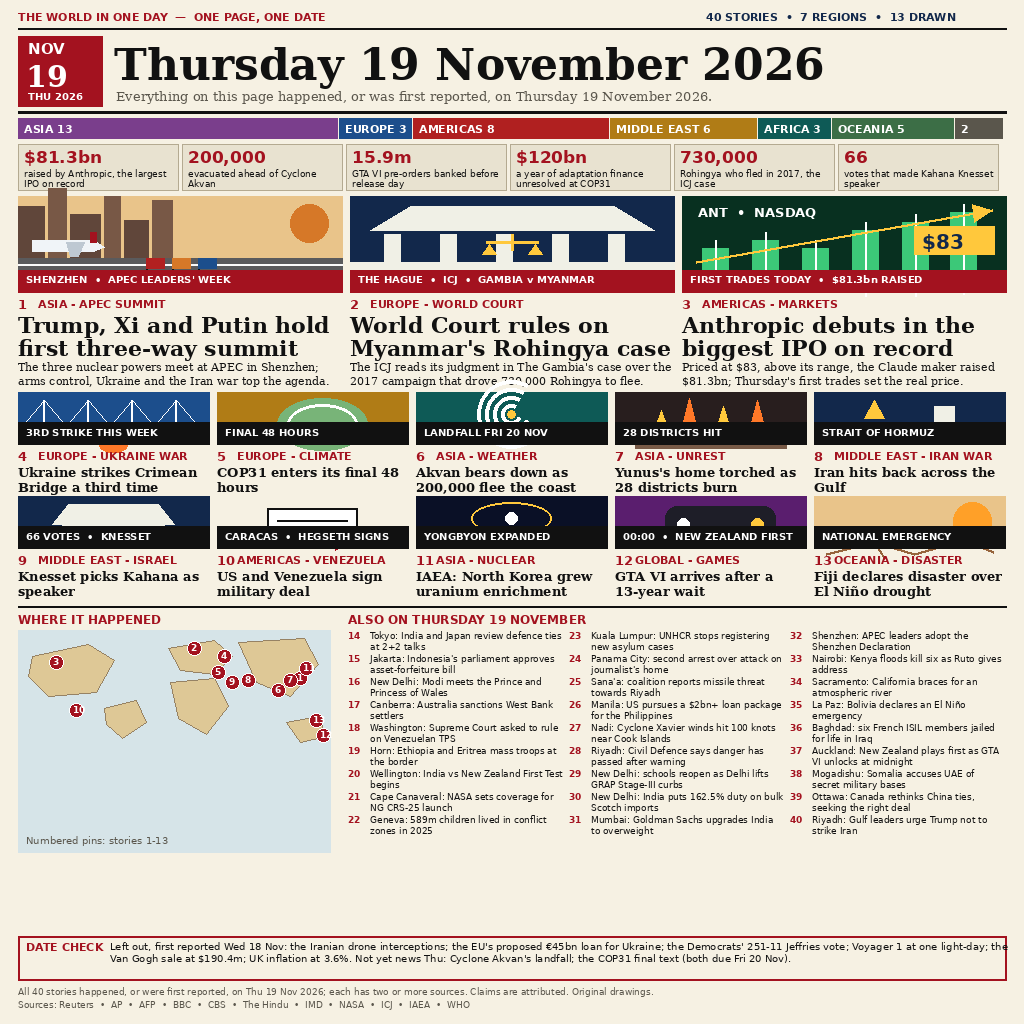 THE WORLD IN ONE DAY — ONE PAGE, ONE DATE
40 STORIES • 7 REGIONS • 13 DRAWN
NOV
19
THU 2026
Thursday 19 November 2026
Everything on this page happened, or was first reported, on Thursday 19 November 2026.
ASIA 13
EUROPE 3
AMERICAS 8
MIDDLE EAST 6
AFRICA 3
OCEANIA 5
2
$81.3bn
raised by Anthropic, the largest
IPO on record
200,000
evacuated ahead of Cyclone
Akvan
15.9m
GTA VI pre-orders banked before
release day
$120bn
a year of adaptation finance
unresolved at COP31
730,000
Rohingya who fled in 2017, the
ICJ case
66
votes that made Kahana Knesset
speaker
SHENZHEN • APEC LEADERS' WEEK
1 ASIA - APEC SUMMIT
Trump, Xi and Putin hold
first three-way summit
The three nuclear powers meet at APEC in Shenzhen;
arms control, Ukraine and the Iran war top the agenda.
THE HAGUE • ICJ • GAMBIA v MYANMAR
2 EUROPE - WORLD COURT
World Court rules on
Myanmar's Rohingya case
The ICJ reads its judgment in The Gambia's case over the
2017 campaign that drove 730,000 Rohingya to flee.
ANT • NASDAQ
$83
FIRST TRADES TODAY • $81.3bn RAISED
3 AMERICAS - MARKETS
Anthropic debuts in the
biggest IPO on record
Priced at $83, above its range, the Claude maker raised
$81.3bn; Thursday's first trades set the real price.
3RD STRIKE THIS WEEK
4 EUROPE - UKRAINE WAR
Ukraine strikes Crimean
Bridge a third time
FINAL 48 HOURS
5 EUROPE - CLIMATE
COP31 enters its final 48
hours
LANDFALL FRI 20 NOV
6 ASIA - WEATHER
Akvan bears down as
200,000 flee the coast
28 DISTRICTS HIT
7 ASIA - UNREST
Yunus's home torched as
28 districts burn
STRAIT OF HORMUZ
8 MIDDLE EAST - IRAN WAR
Iran hits back across the
Gulf
66 VOTES • KNESSET
9 MIDDLE EAST - ISRAEL
Knesset picks Kahana as
speaker
CARACAS • HEGSETH SIGNS
10 AMERICAS - VENEZUELA
US and Venezuela sign
military deal
YONGBYON EXPANDED
11 ASIA - NUCLEAR
IAEA: North Korea grew
uranium enrichment
00:00 • NEW ZEALAND FIRST
12 GLOBAL - GAMES
GTA VI arrives after a
13-year wait
NATIONAL EMERGENCY
13 OCEANIA - DISASTER
Fiji declares disaster over
El Niño drought
WHERE IT HAPPENED
3
2
4
5
9
8
6
7
1
11
10
13
12
Numbered pins: stories 1-13
ALSO ON THURSDAY 19 NOVEMBER
14 Tokyo: India and Japan review defence ties
at 2+2 talks
15 Jakarta: Indonesia's parliament approves
asset-forfeiture bill
16 New Delhi: Modi meets the Prince and
Princess of Wales
17 Canberra: Australia sanctions West Bank
settlers
18 Washington: Supreme Court asked to rule
on Venezuelan TPS
19 Horn: Ethiopia and Eritrea mass troops at
the border
20 Wellington: India vs New Zealand First Test
begins
21 Cape Canaveral: NASA sets coverage for
NG CRS-25 launch
22 Geneva: 589m children lived in conflict
zones in 2025
23 Kuala Lumpur: UNHCR stops registering
new asylum cases
24 Panama City: second arrest over attack on
journalist's home
25 Sana'a: coalition reports missile threat
towards Riyadh
26 Manila: US pursues a $2bn+ loan package
for the Philippines
27 Nadi: Cyclone Xavier winds hit 100 knots
near Cook Islands
28 Riyadh: Civil Defence says danger has
passed after warning
29 New Delhi: schools reopen as Delhi lifts
GRAP Stage-III curbs
30 New Delhi: India puts 162.5% duty on bulk
Scotch imports
31 Mumbai: Goldman Sachs upgrades India
to overweight
32 Shenzhen: APEC leaders adopt the
Shenzhen Declaration
33 Nairobi: Kenya floods kill six as Ruto gives
address
34 Sacramento: California braces for an
atmospheric river
35 La Paz: Bolivia declares an El Niño
emergency
36 Baghdad: six French ISIL members jailed
for life in Iraq
37 Auckland: New Zealand plays first as GTA
VI unlocks at midnight
38 Mogadishu: Somalia accuses UAE of
secret military bases
39 Ottawa: Canada rethinks China ties,
seeking the right deal
40 Riyadh: Gulf leaders urge Trump not to
strike Iran
DATE CHECK Left out, first reported Wed 18 Nov: the Iranian drone interceptions; the EU's proposed €45bn loan for Ukraine; the Democrats' 251-11 Jeffries vote; Voyager 1 at one light-day; the
Van Gogh sale at $190.4m; UK inflation at 3.6%. Not yet news Thu: Cyclone Akvan's landfall; the COP31 final text (both due Fri 20 Nov).
All 40 stories happened, or were first reported, on Thu 19 Nov 2026; each has two or more sources. Claims are attributed. Original drawings.
Sources: Reuters • AP • AFP • BBC • CBS • The Hindu • IMD • NASA • ICJ • IAEA • WHO